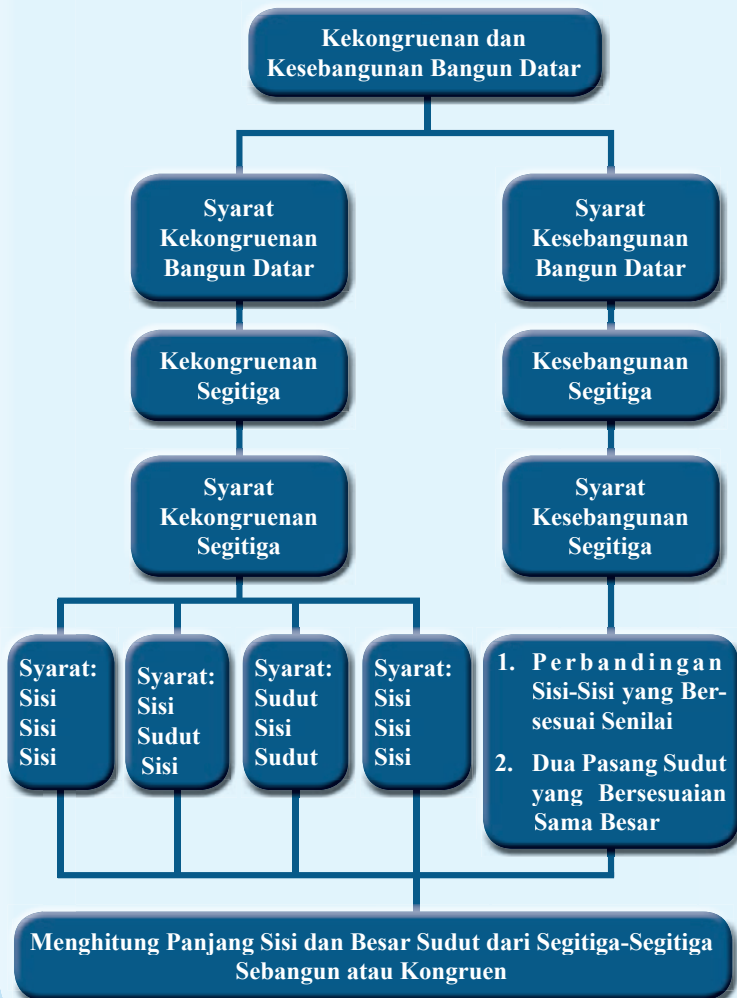 Kekongruenan dan
Kesebangunan Bangun Datar
Syarat
Kekongruenan
Bangun Datar
Syarat
Kesebangunan
Bangun Datar
Kekongruenan
Segitiga
Kesebangunan
Segitiga
Syarat
Kekongruenan
Segitiga
Syarat
Kesebangunan
Segitiga
Syarat:
Sisi
Sisi
Sisi
Syarat:
Sisi
Sudut
Sisi
Syarat:
Sudut
Sisi
Sudut
Syarat:
Sisi
Sisi
Sisi
1. Perbandingan
Sisi-Sisi yang Ber-
sesuai Senilai
2. Dua Pasang Sudut
yang Bersesuaian
Sama Besar
Menghitung Panjang Sisi dan Besar Sudut dari Segitiga-Segitiga
Sebangun atau Kongruen